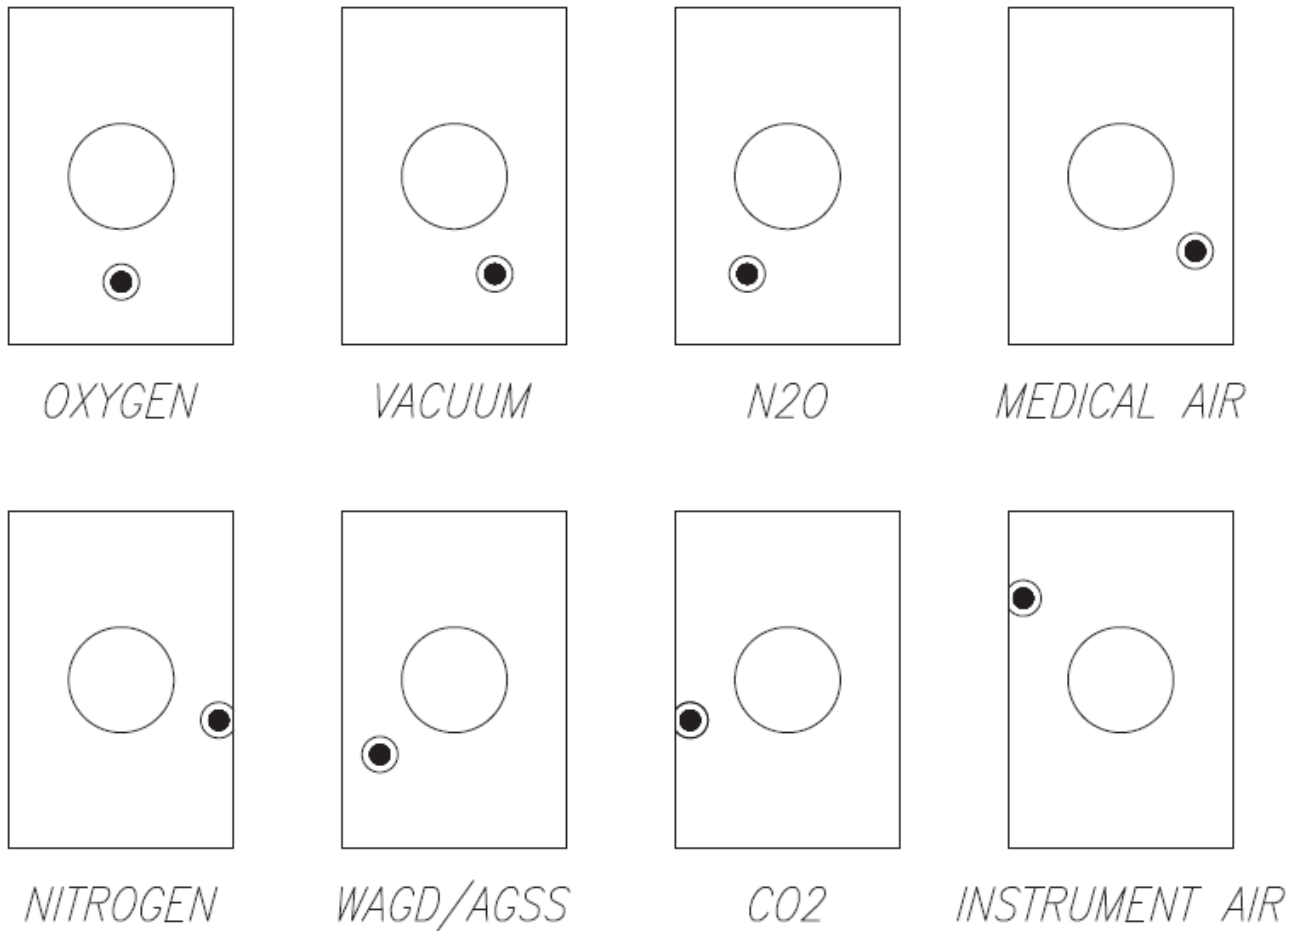 OXYGEN
VACUUM
N2O
MEDICAL AIR
NITROGEN
WAGD/AGSS
CO2
INSTRUMENT AIR